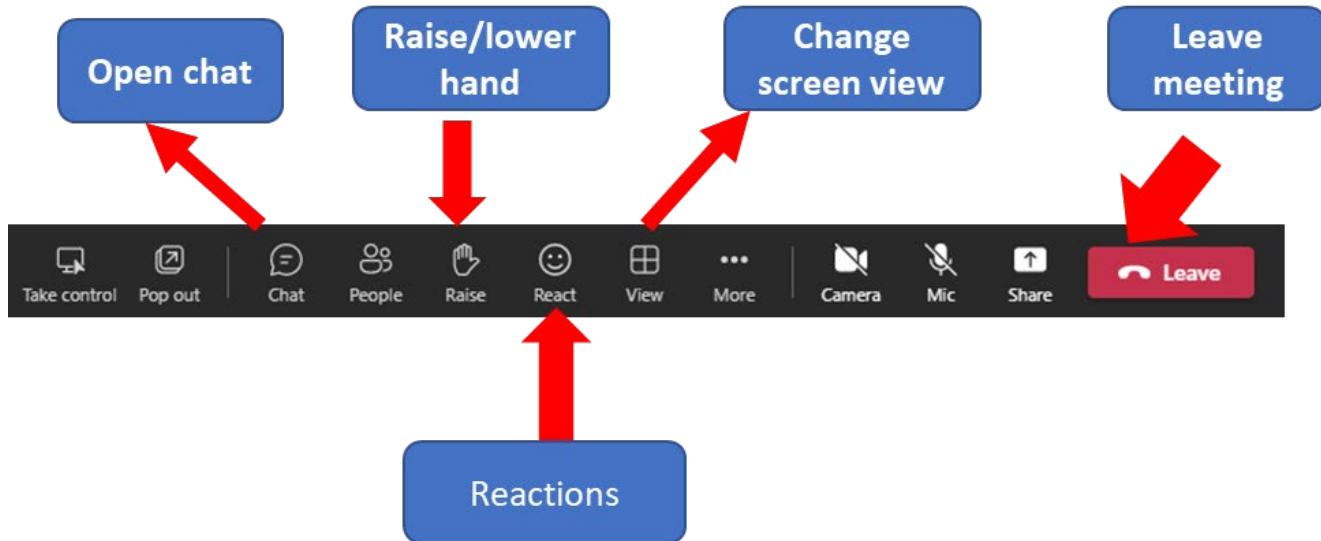 Open chat
Raise/lower
hand
Change
screen view
Leave
meeting
Take control
Pop out
Chat
People
Raise
React
View
More
Camera
Mic
Share
Leave
Reactions